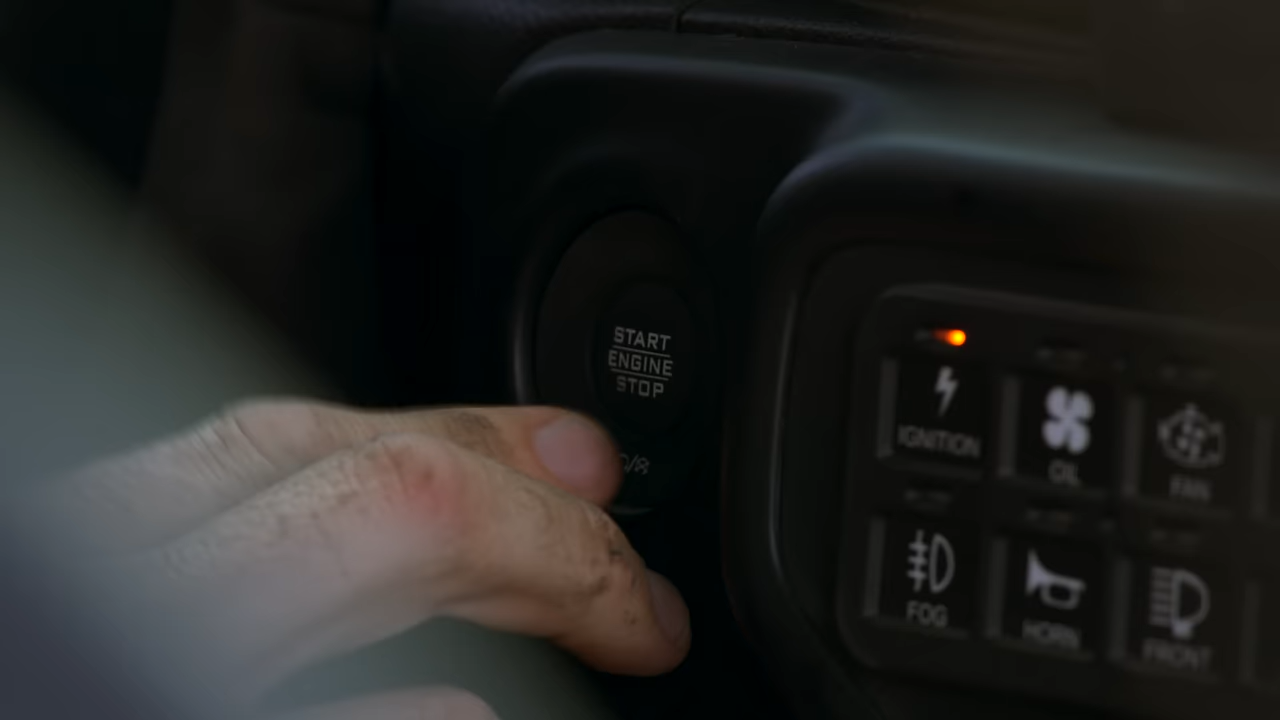 START
ENGINE
STOP
IGNITION
OIL
FAN
FOG
HORN
FRONT